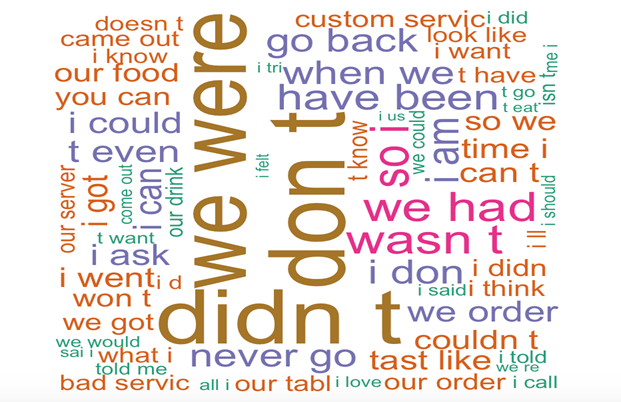 doesn t
custom servic
i did
came out
go back
look like
i know
i want
our food
i tri
when we
t have
isn t
me i
you can
have been
t go
t eat
we were
don t
i could
i us
so i
we could
i am
so we
t even
t know
time i
i felt
can t
our server
i got
come out
i can
our drink
we had
i should
t want
wasn t
i ll
i ask
i don
i didn
i went
i d
i said
i think
won t
didn t
we order
we got
couldn t
we would
sai i
what i
never go
tast like
i told
told me
we re
bad servic
all i
our tabl
i love
our order
i call